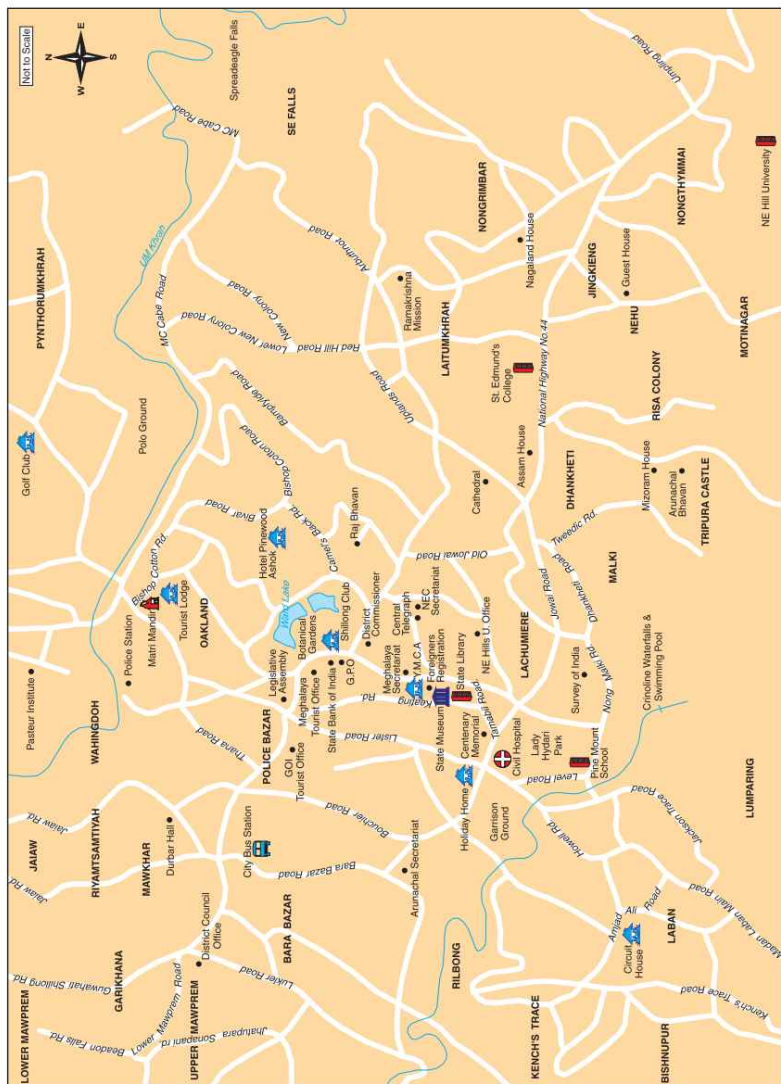 Not to Scale
N
E
S
W
LOWER MAWPREM
Beadon Falls Rd.
Guwahati Shillong Rd.
GARIKHANA
Jaiaw Rd.
JAIAW
Jaiaw Rd.
RIYAMTSAMTIYAH
WAHINGDOH
Pasteur Institute
Golf Club
PYNTHORUMKHRAH
UM Khrah
MC Cabe Road
Spreadeagle Falls
SE FALLS
MC Cabe Road
Lower Mawprem Road
Sonapani rd.
Jhatupara
UPPER MAWPREM
District Council
Office
MAWKHAR
Durbar Hall
Thana Road
Police Station
Matri Mandir
Bishop Cotton Rd.
Tourist Lodge
OAKLAND
Polo Ground
Bivar Road
Lukier Road
BARA BAZAR
City Bus Station
Bara Bazar Road
Bouchier Road
POLICE BAZAR
GOI
Tourist Office
Legislative
Assembly
Meghalaya
Tourist Office
State Bank of India
G.P.O
Botanical
Gardens
Ward Lake
Shillong Club
District
Commissioner
Hotel Pinewood
Ashok
Camel's Back Rd.
Bishop Cotton Road
Bampfylde Road
Raj Bhavan
Lower New Colony Road
New Colony Road
Red Hill Road
Arbuthnot Road
Ramakrishna
Mission
Uplands Road
LAITUMKHRAH
NONGRIMBAR
Arunachal Secretariat
Lister Road
Keating
Rd.
Meghalaya
Secretariat
Y.M.C.A
Central
Telegraph
NEC
Secretariat
Foreigners
Registration
State Library
State Museum
Centenary
Memorial
Tamabil Road
NE Hills U. Office
Old Jowai Road
Cathedral
St. Edmund's
College
Nagaland House
RILBONG
Holiday Home
Garrison
Ground
Civil Hospital
Lady
Hydari
Park
LACHUMIERE
Jowai Road
Assam House
National Highway No.44
JINGKIENG
Guest House
NEHU
NONGTHYMMAI
Umpling Road
KENCH'S TRACE
Howell Rd.
Level Road
Pine Mount
School
Survey of India
Nong
Malki Rd.
Dhankheti Road
DHANKHETI
MALKI
Tweedic Rd.
Mizoram House
Arunachal
Bhavan
RISA COLONY
TRIPURA CASTLE
MOTINAGAR
NE Hill University
Amjad
Ali
Road
Circuit
House
LABAN
Jackson Trace Road
Crinoline Waterfalls &
Swimming Pool
LUMPARING
Madan Laban Main Road
Kench's Trace Road
BISHNUPUR